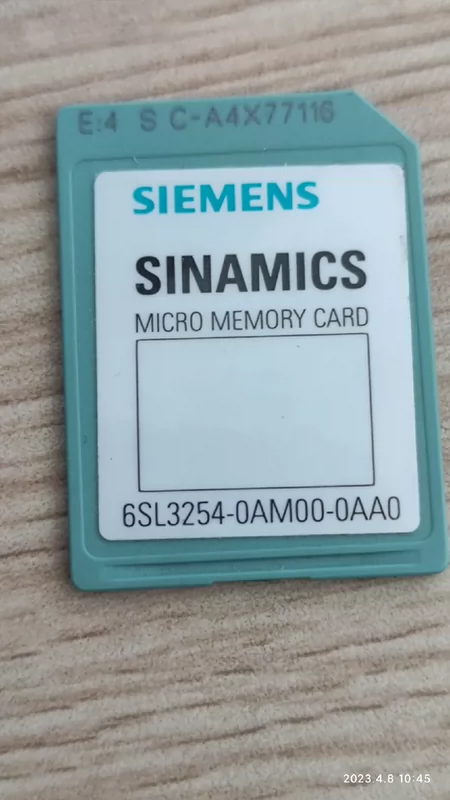 E:4 S C-A4X77116
SIEMENS
SINAMICS
MICRO MEMORY CARD
6SL3254-0AM00-0AA0
2023.4.8 10:45